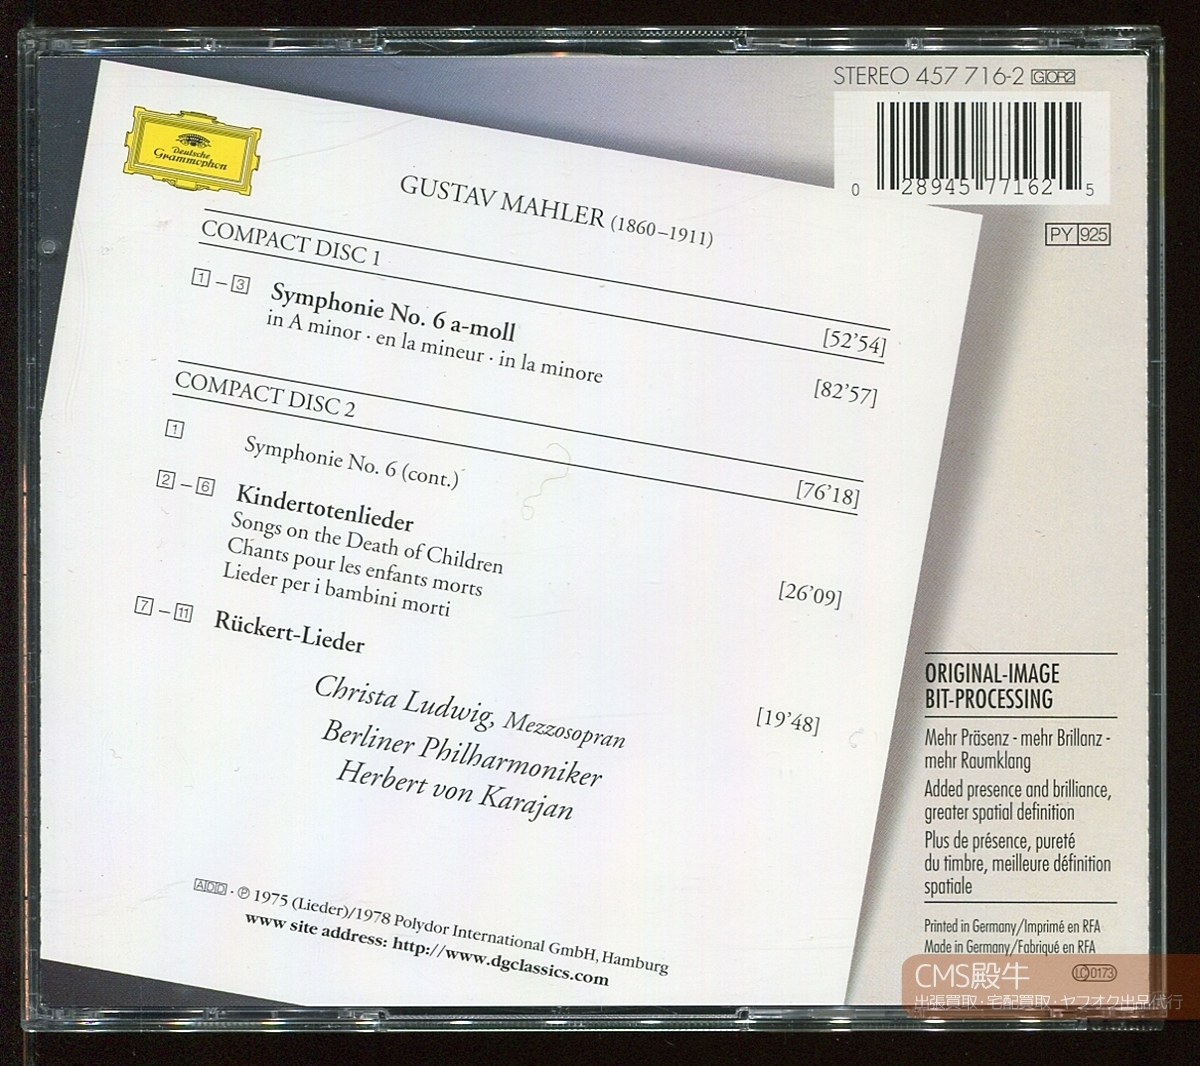 STEREO 457 716-2 GOR2
0 28945 77162 5
PY 925
Deutsche
Grammophon
GUSTAV MAHLER (1860–1911)
COMPACT DISC 1 [52'54]
1 – 3 Symphonie No. 6 a-moll [82'57]
in A minor · en la mineur · in la minore
COMPACT DISC 2 [76'18]
1 Symphonie No. 6 (cont.)
2 – 6 Kindertotenlieder [26'09]
Songs on the Death of Children
Chants pour les enfants morts
Lieder per i bambini morti
7 – 11 Rückert-Lieder [19'48]
Christa Ludwig, Mezzosopran
Berliner Philharmoniker
Herbert von Karajan
ADD · ℗ 1975 (Lieder)/1978 Polydor International GmbH, Hamburg
www site address: http://www.dgclassics.com
ORIGINAL-IMAGE
BIT-PROCESSING
Mehr Präsenz - mehr Brillanz -
mehr Raumklang
Added presence and brilliance,
greater spatial definition
Plus de présence, pureté
du timbre, meilleure définition
spatiale
Printed in Germany/Imprimé en RFA
Made in Germany/Fabriqué en RFA
LC 0173
CMS殿牛
出張買取･宅配買取･ヤフオク出品代行